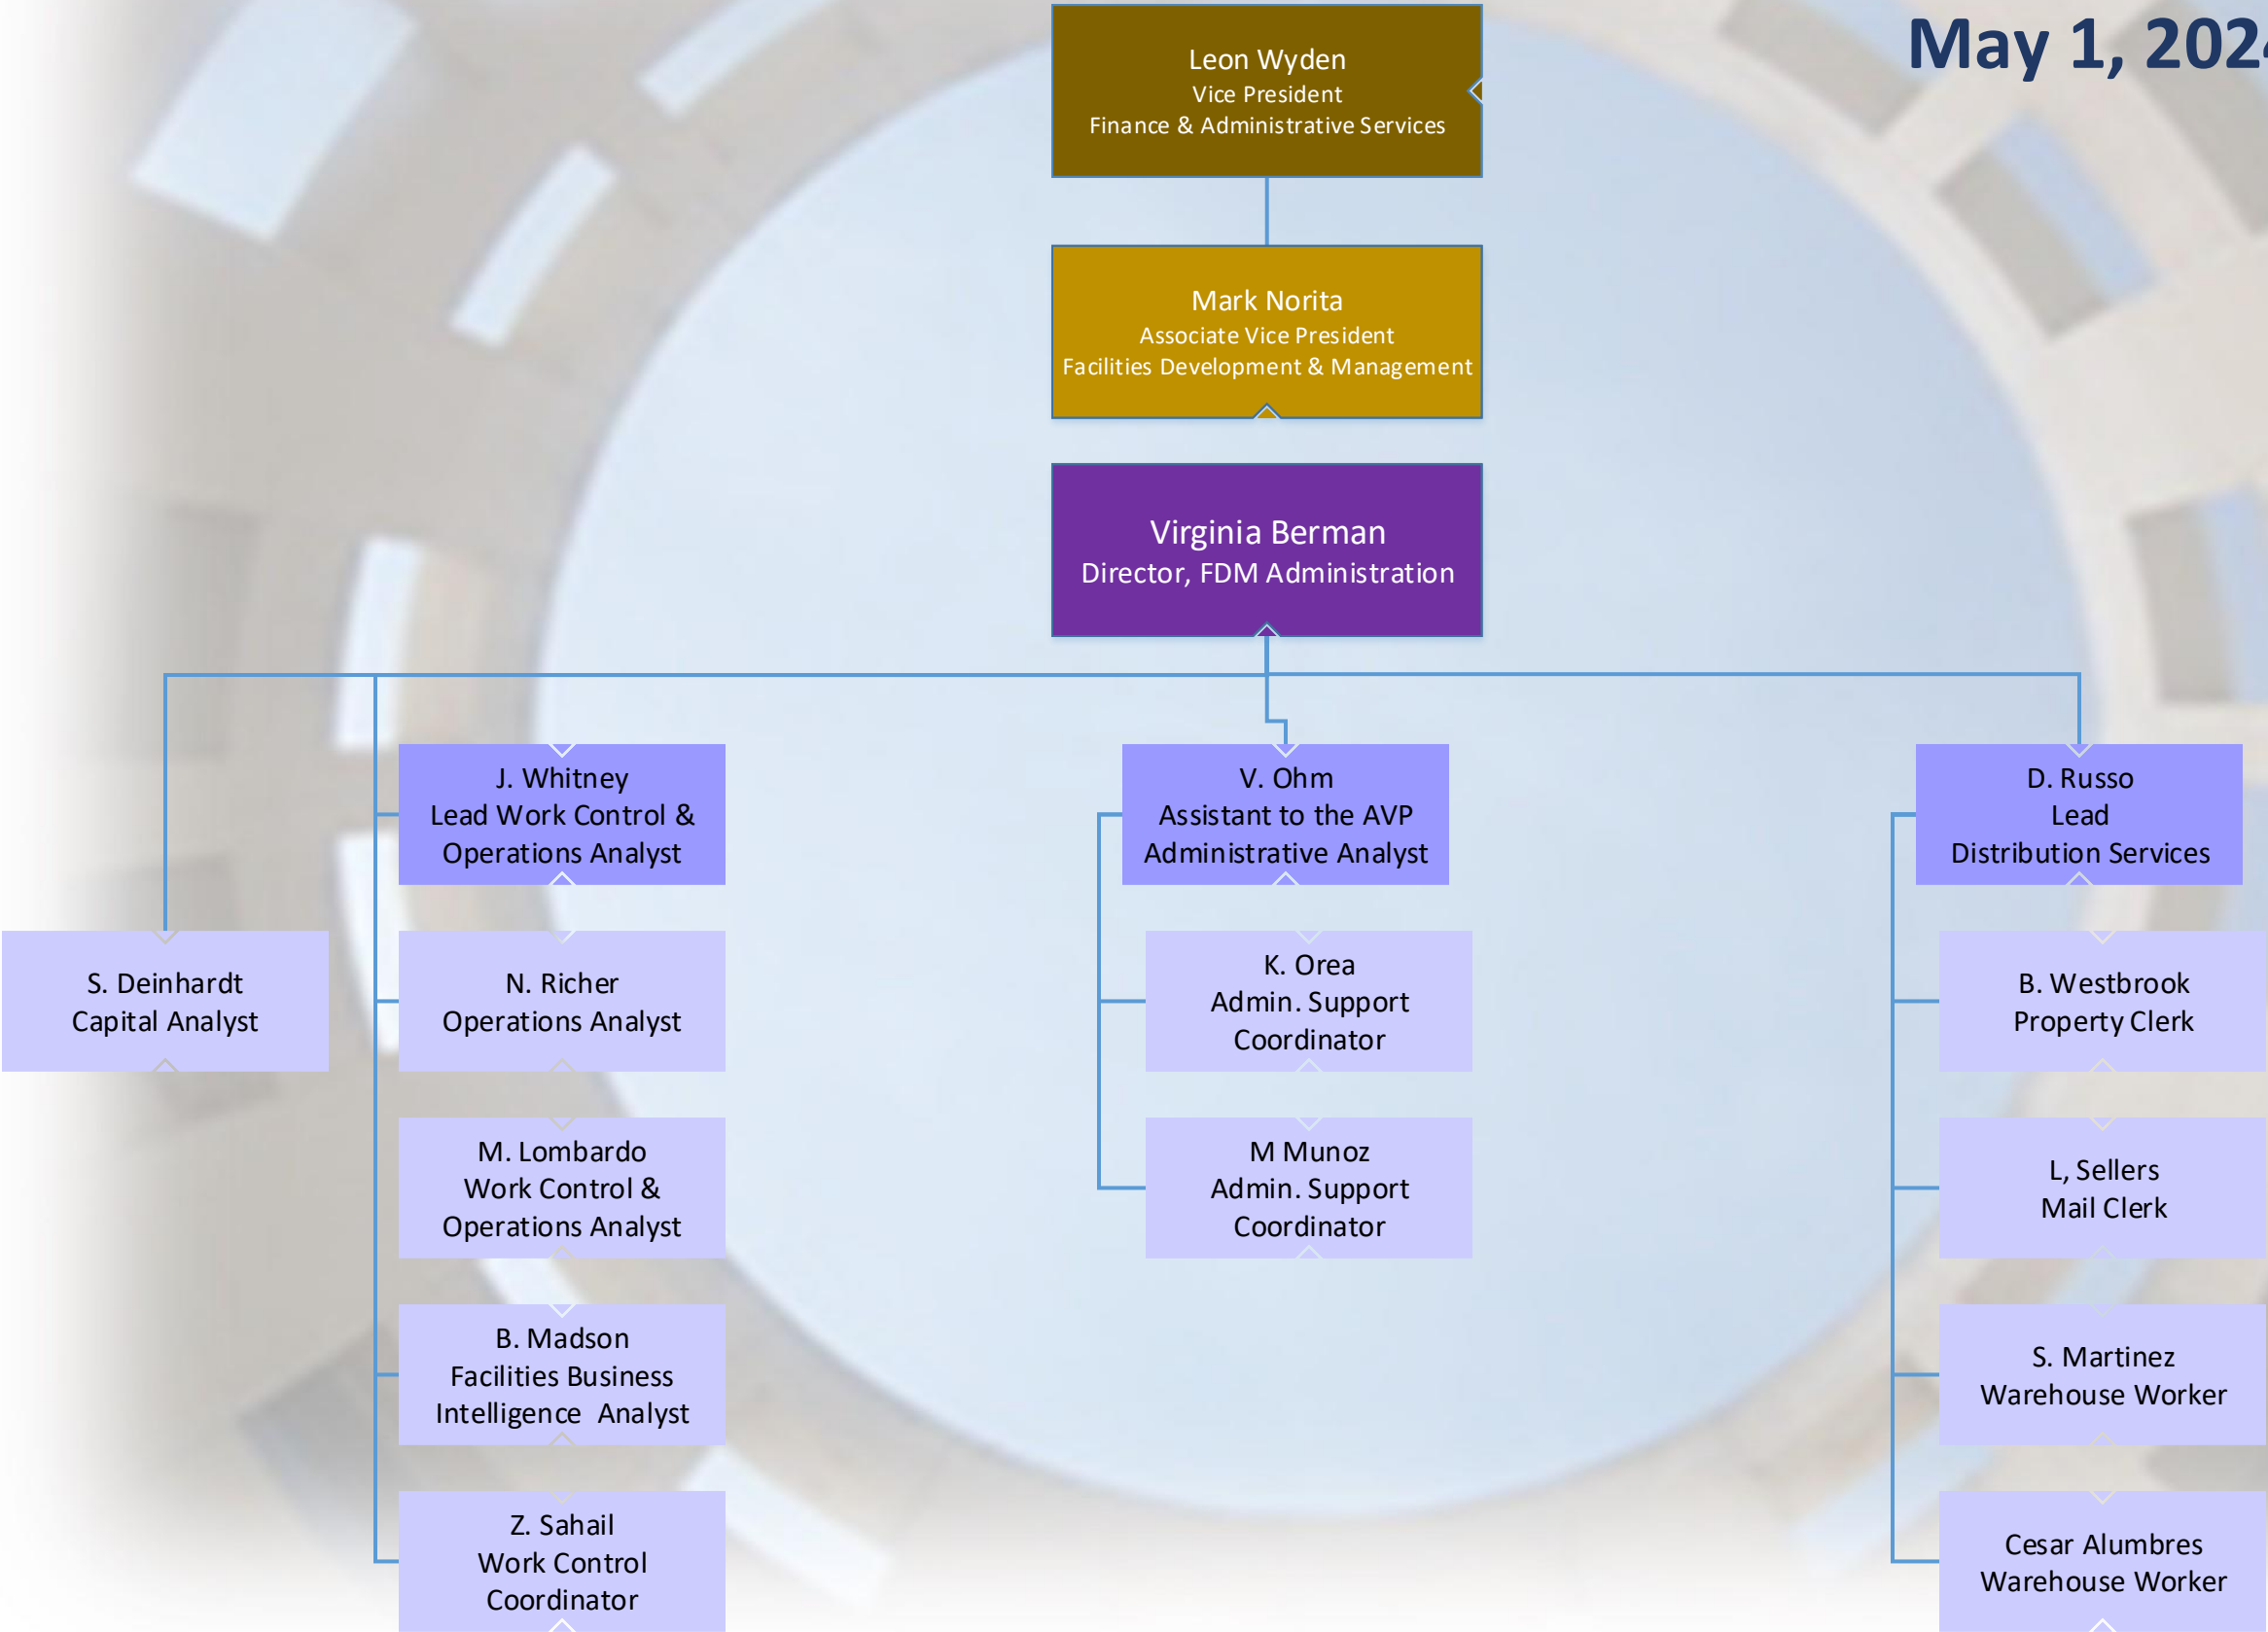 May 1, 202
Leon Wyden
Vice President
Finance & Administrative Services
Mark Norita
Associate Vice President
Facilities Development & Management
Virginia Berman
Director, FDM Administration
J. Whitney
Lead Work Control &
Operations Analyst
V. Ohm
Assistant to the AVP
Administrative Analyst
D. Russo
Lead
Distribution Services
S. Deinhardt
Capital Analyst
N. Richer
Operations Analyst
K. Orea
Admin. Support
Coordinator
B. Westbrook
Property Clerk
M. Lombardo
Work Control &
Operations Analyst
M Munoz
Admin. Support
Coordinator
L, Sellers
Mail Clerk
B. Madson
Facilities Business
Intelligence  Analyst
S. Martinez
Warehouse Worker
Z. Sahail
Work Control
Coordinator
Cesar Alumbres
Warehouse Worker